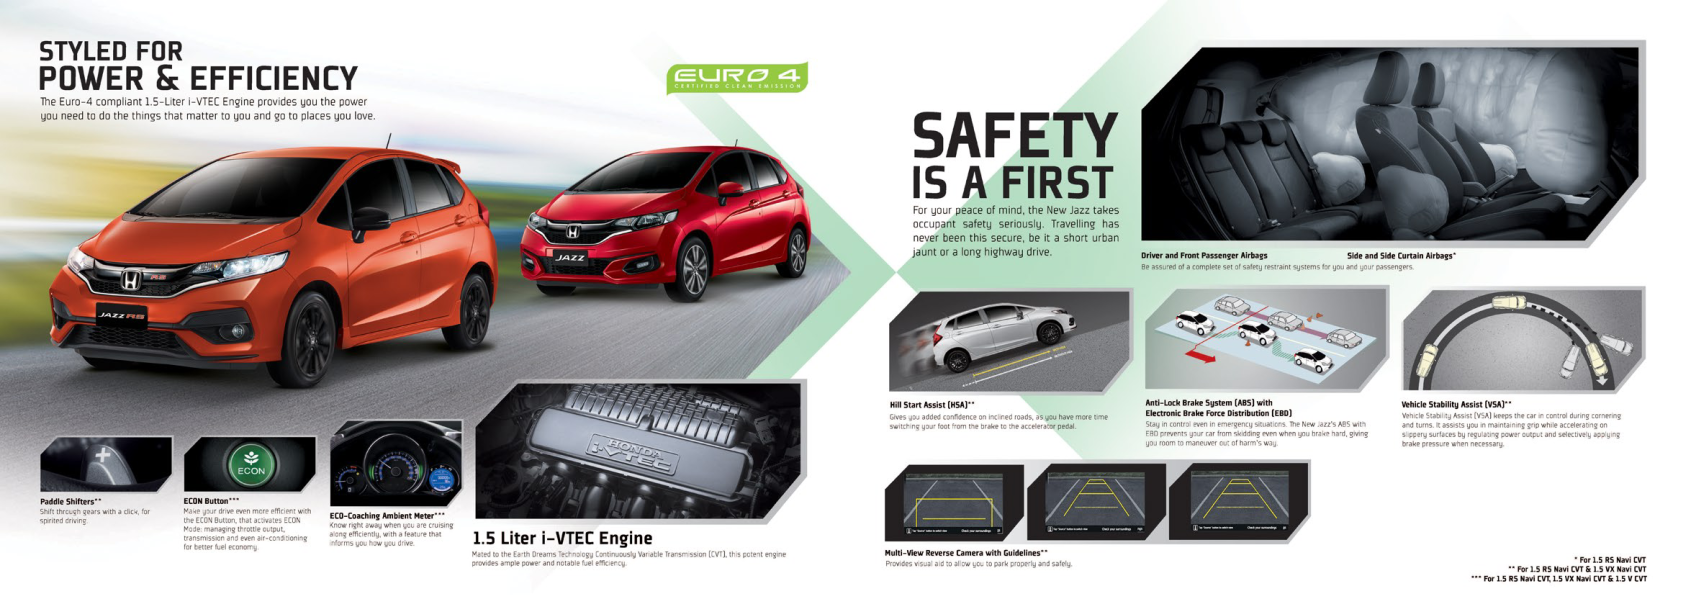 STYLED FOR
POWER & EFFICIENCY
The Euro-4 compliant 1.5-Liter i-VTEC Engine provides you the power
you need to do the things that matter to you and go to places you love.
EURO 4
CERTIFIED CLEAN EMISSION
RS
JAZZ RS
JAZZ
Paddle Shifters**
Shift through gears with a click, for
spirited driving.
ECON
ECON Button***
Make your drive even more efficient with
the ECON Button, that activates ECON
Mode: managing throttle output,
transmission and even air-conditioning
for better fuel economy.
ECO-Coaching Ambient Meter***
Know right away when you are cruising
along efficiently, with a feature that
informs you how you drive.
HONDA
i-VTEC
1.5 Liter i-VTEC Engine
Mated to the Earth Dreams Technology Continuously Variable Transmission (CVT), this potent engine
provides ample power and notable fuel efficiency.
SAFETY
IS A FIRST
For your peace of mind, the New Jazz takes
occupant safety seriously. Travelling has
never been this secure, be it a short urban
jaunt or a long highway drive.
Driver and Front Passenger Airbags
Side and Side Curtain Airbags*
Be assured of a complete set of safety restraint systems for you and your passengers.
Hill Start Assist (HSA)**
Gives you added confidence on inclined roads, as you have more time
switching your foot from the brake to the accelerator pedal.
Anti-Lock Brake System (ABS) with
Electronic Brake Force Distribution (EBD)
Stay in control even in emergency situations. The New Jazz's ABS with
EBD prevents your car from skidding even when you brake hard, giving
you room to maneuver out of harm's way.
Vehicle Stability Assist (VSA)**
Vehicle Stability Assist (VSA) keeps the car in control during cornering
and turns. It assists you in maintaining grip while accelerating on
slippery surfaces by regulating power output and selectively applying
brake pressure when necessary.
Check your surroundings
Check your surroundings
Check your surroundings
Multi-View Reverse Camera with Guidelines**
Provides visual aid to allow you to park properly and safely.
* For 1.5 RS Navi CVT
** For 1.5 RS Navi CVT & 1.5 VX Navi CVT
*** For 1.5 RS Navi CVT, 1.5 VX Navi CVT & 1.5 V CVT